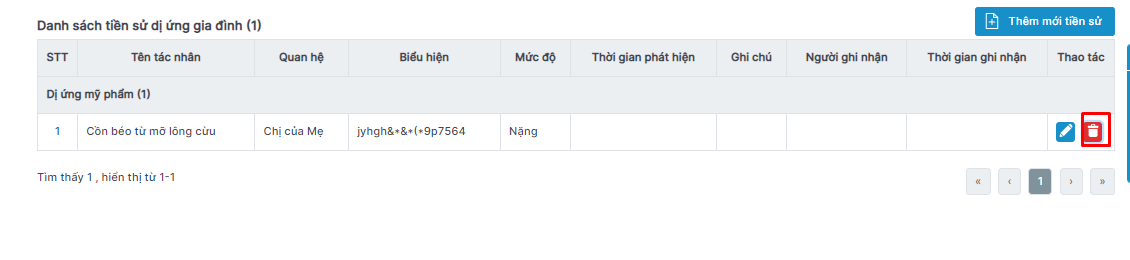 Danh sách tiền sử dị ứng gia đình (1)
Thêm mới tiền sử
STT Tên tác nhân Quan hệ Biểu hiện Mức độ Thời gian phát hiện Ghi chú Người ghi nhận Thời gian ghi nhận Thao tác
Dị ứng mỹ phẩm (1)
1 Cồn béo từ mỡ lông cừu Chị của Mẹ jyhgh&*&*(*9p7564 Nặng
Tìm thấy 1 , hiển thị từ 1-1
« ‹ 1 › »